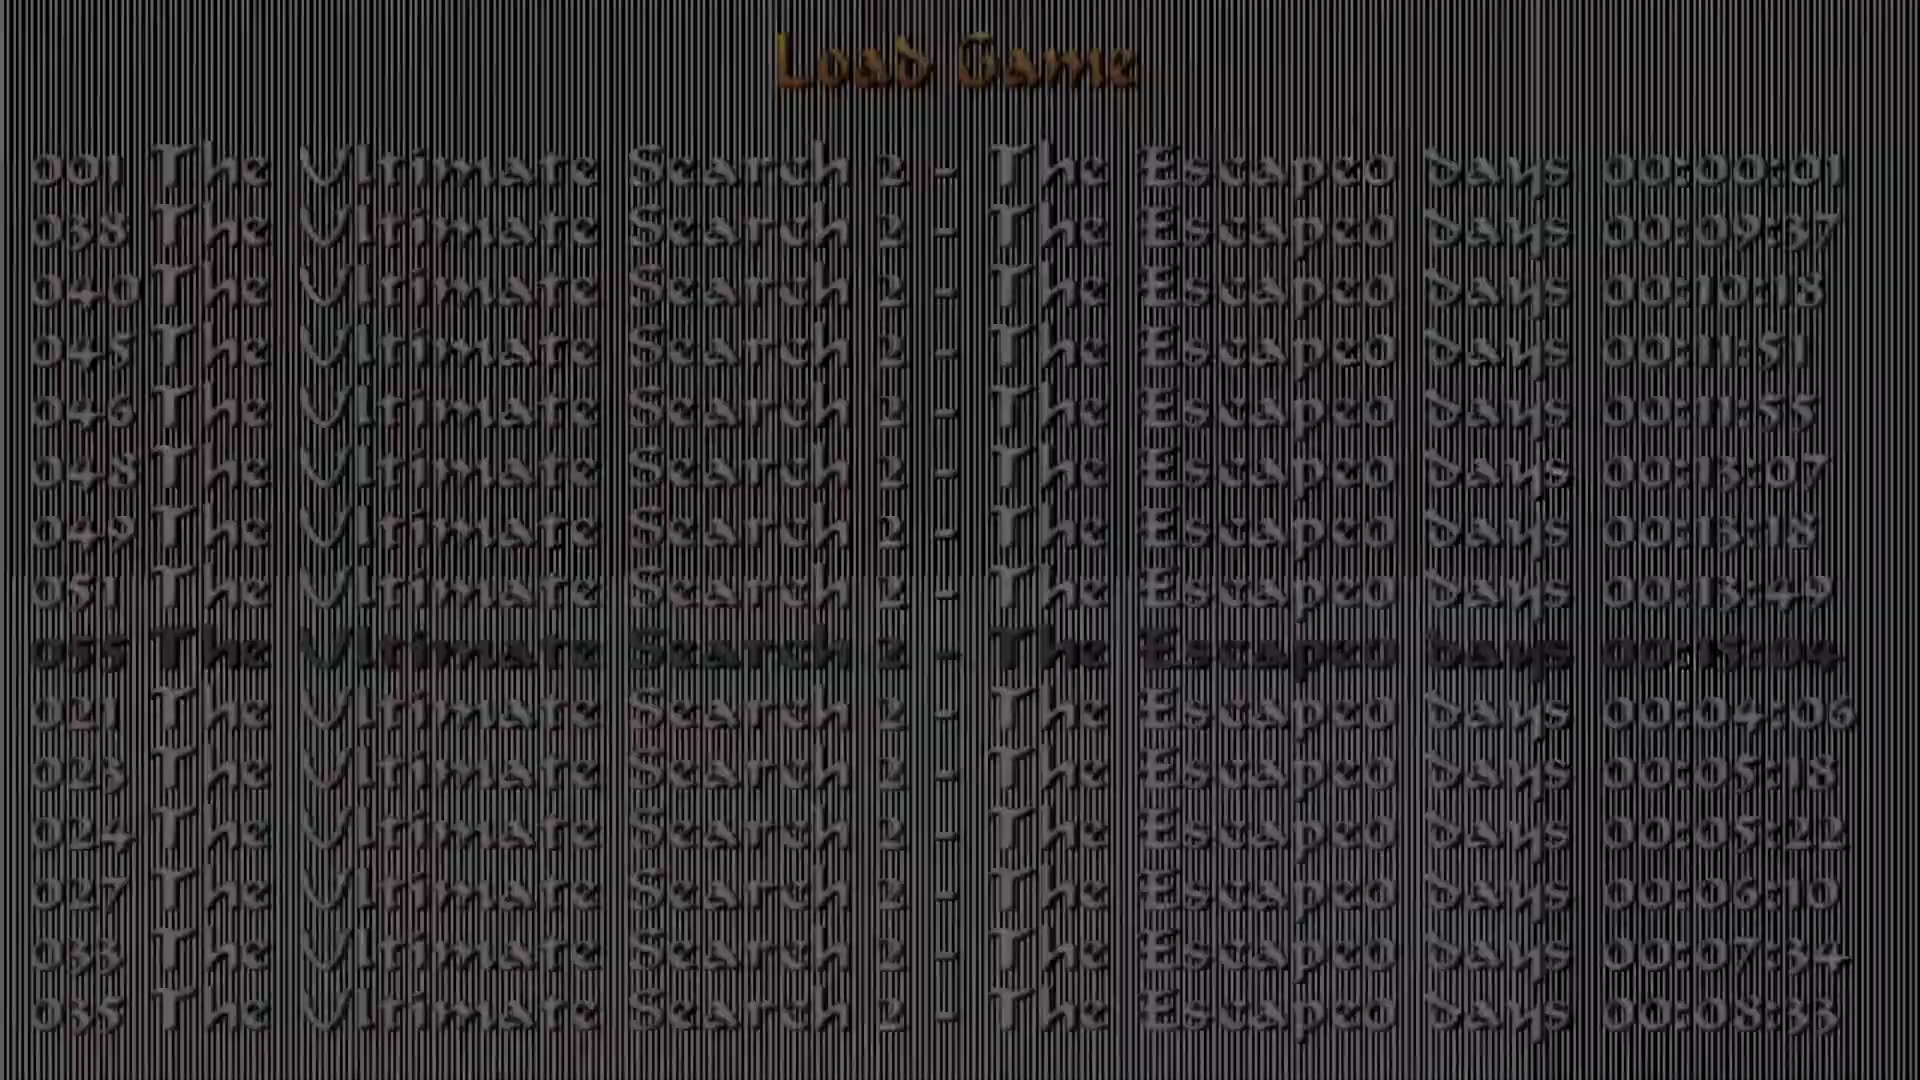 Load Game
001 The Ultimate Search 2 - The Escaped Days 00:00:01
038 The Ultimate Search 2 - The Escaped Days 00:09:37
040 The Ultimate Search 2 - The Escaped Days 00:10:18
045 The Ultimate Search 2 - The Escaped Days 00:11:51
046 The Ultimate Search 2 - The Escaped Days 00:11:55
048 The Ultimate Search 2 - The Escaped Days 00:13:07
049 The Ultimate Search 2 - The Escaped Days 00:13:18
051 The Ultimate Search 2 - The Escaped Days 00:13:49
055 The Ultimate Search 2 - The Escaped Days 00:15:04
021 The Ultimate Search 2 - The Escaped Days 00:04:06
023 The Ultimate Search 2 - The Escaped Days 00:05:18
024 The Ultimate Search 2 - The Escaped Days 00:05:22
027 The Ultimate Search 2 - The Escaped Days 00:06:10
033 The Ultimate Search 2 - The Escaped Days 00:07:34
035 The Ultimate Search 2 - The Escaped Days 00:08:33